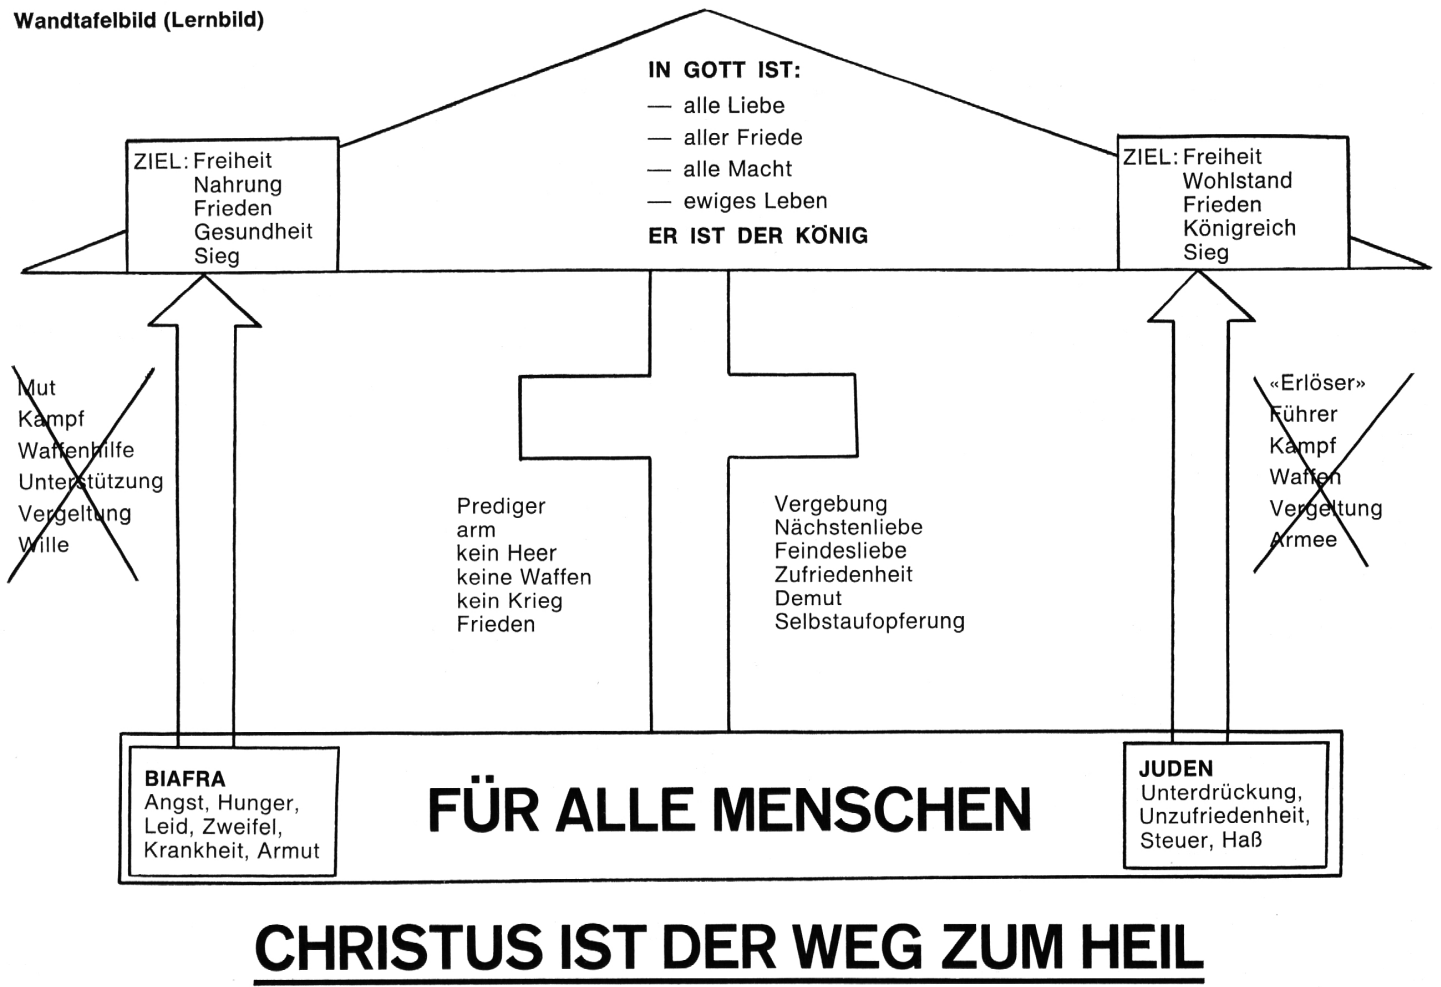 Wandtafelbild (Lernbild)
IN GOTT IST:
— alle Liebe
— aller Friede
— alle Macht
— ewiges Leben
ER IST DER KÖNIG
ZIEL: Freiheit
Nahrung
Frieden
Gesundheit
Sieg
ZIEL: Freiheit
Wohlstand
Frieden
Königreich
Sieg
Mut
Kampf
Waffenhilfe
Unterstützung
Vergeltung
Wille
Prediger
arm
kein Heer
keine Waffen
kein Krieg
Frieden
Vergebung
Nächstenliebe
Feindesliebe
Zufriedenheit
Demut
Selbstaufopferung
«Erlöser»
Führer
Kampf
Waffen
Vergeltung
Armee
BIAFRA
Angst, Hunger,
Leid, Zweifel,
Krankheit, Armut
FÜR ALLE MENSCHEN
JUDEN
Unterdrückung,
Unzufriedenheit,
Steuer, Haß
CHRISTUS IST DER WEG ZUM HEIL